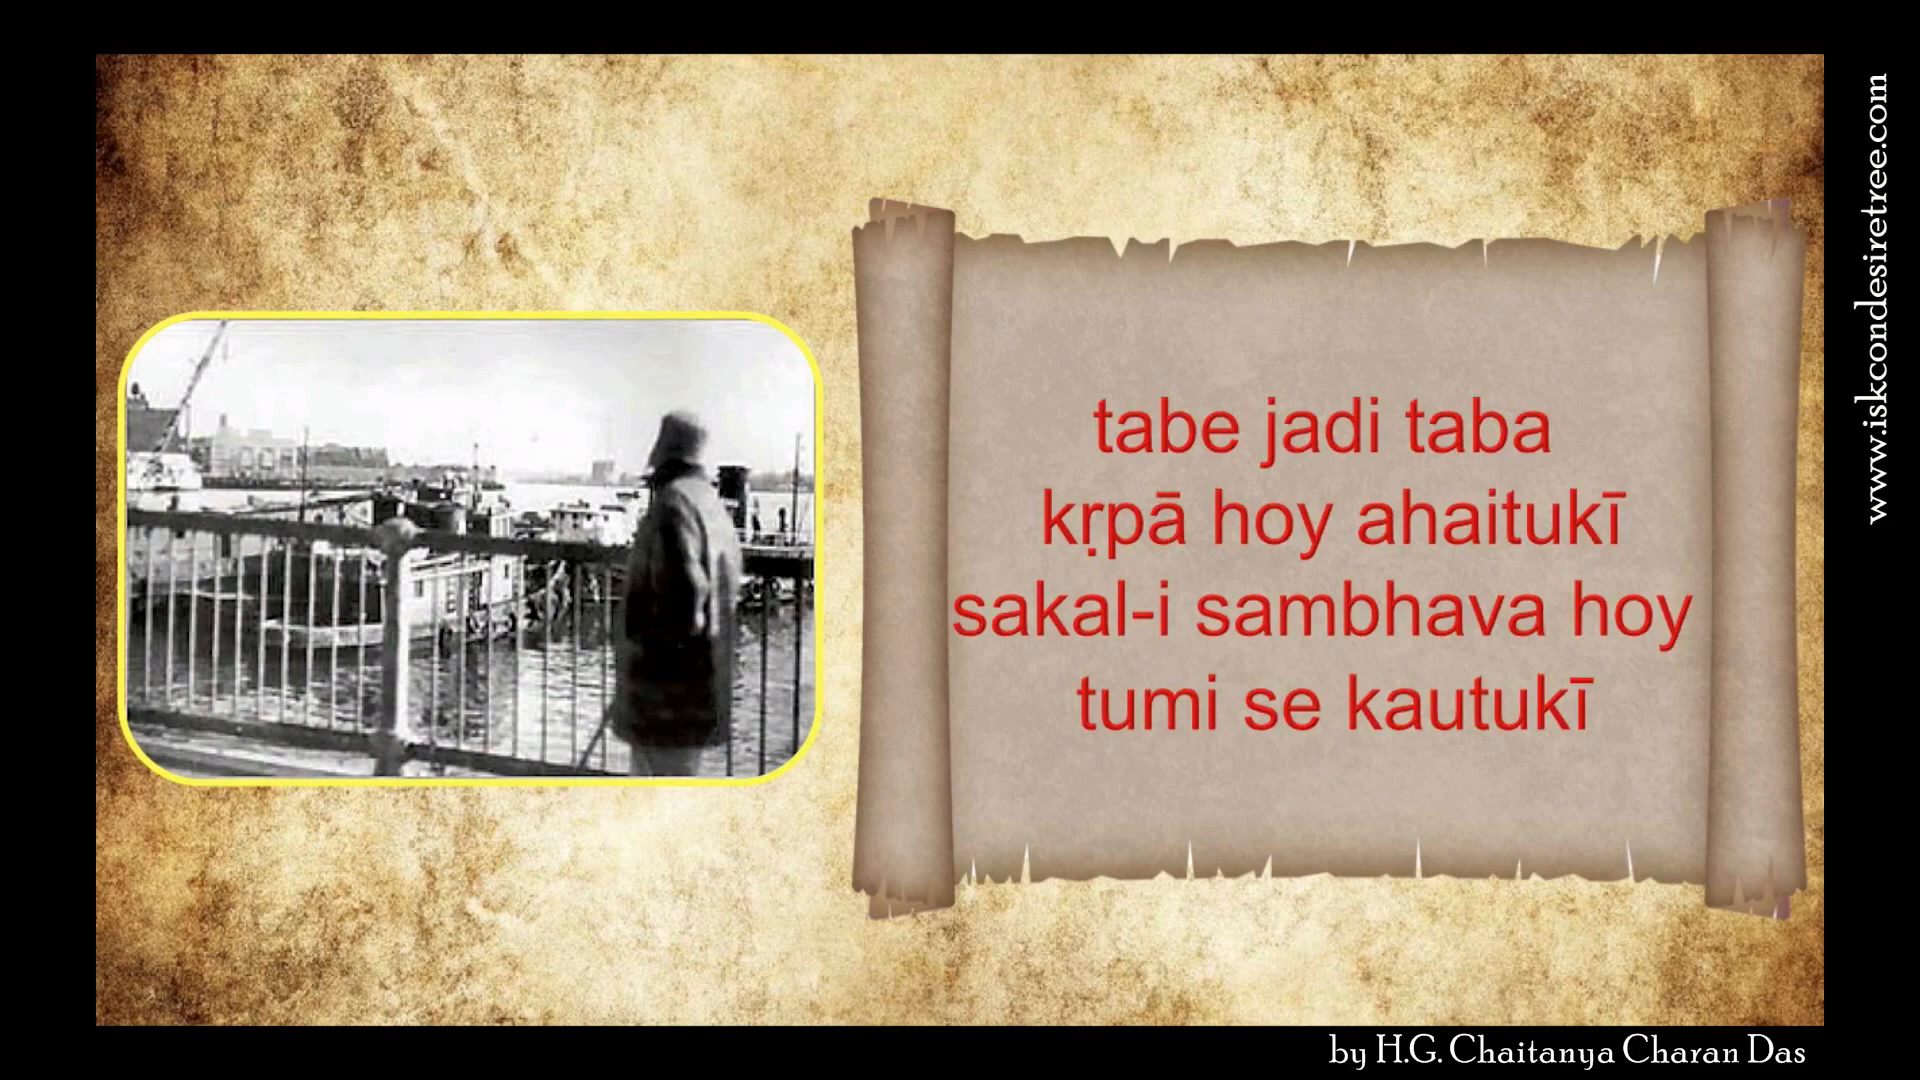 tabe jadi taba
kṛpā hoy ahaitukī
sakal-i sambhava hoy
tumi se kautukī
www.iskcondesiretree.com
by H.G. Chaitanya Charan Das